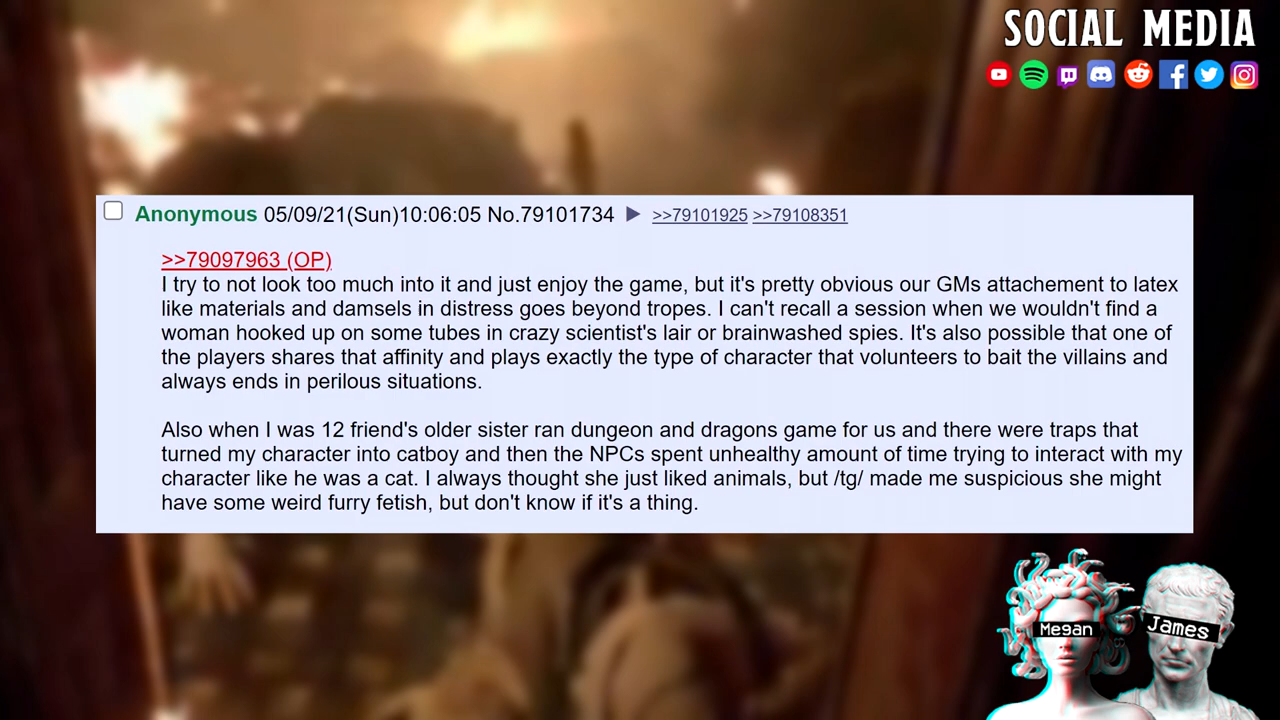 SOCIAL MEDIA
Anonymous 05/09/21(Sun)10:06:05 No.79101734 ▶ >>79101925 >>79108351
>>79097963 (OP)
I try to not look too much into it and just enjoy the game, but it's pretty obvious our GMs attachement to latex
like materials and damsels in distress goes beyond tropes. I can't recall a session when we wouldn't find a
woman hooked up on some tubes in crazy scientist's lair or brainwashed spies. It's also possible that one of
the players shares that affinity and plays exactly the type of character that volunteers to bait the villains and
always ends in perilous situations.
Also when I was 12 friend's older sister ran dungeon and dragons game for us and there were traps that
turned my character into catboy and then the NPCs spent unhealthy amount of time trying to interact with my
character like he was a cat. I always thought she just liked animals, but /tg/ made me suspicious she might
have some weird furry fetish, but don't know if it's a thing.
Megan
James